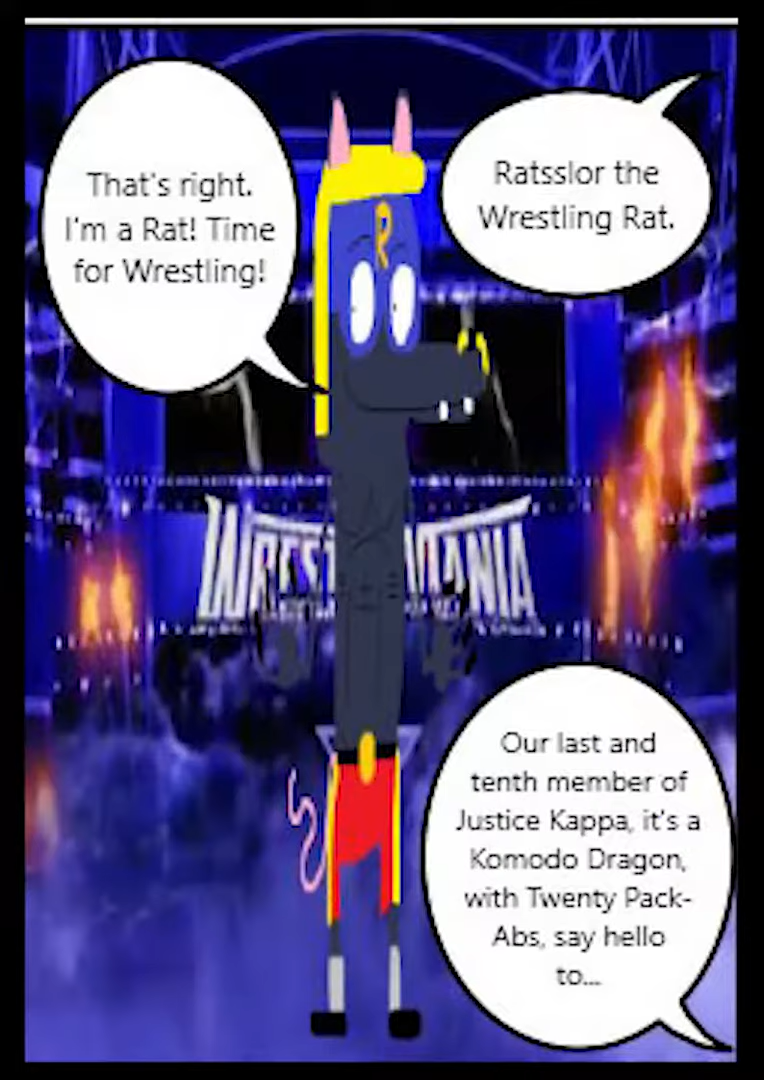 That's right.
I'm a Rat! Time
for Wrestling!
Ratsslor the
Wrestling Rat.
R
WRESTLEMANIA
Our last and
tenth member of
Justice Kappa, it's a
Komodo Dragon,
with Twenty Pack-
Abs, say hello
to...